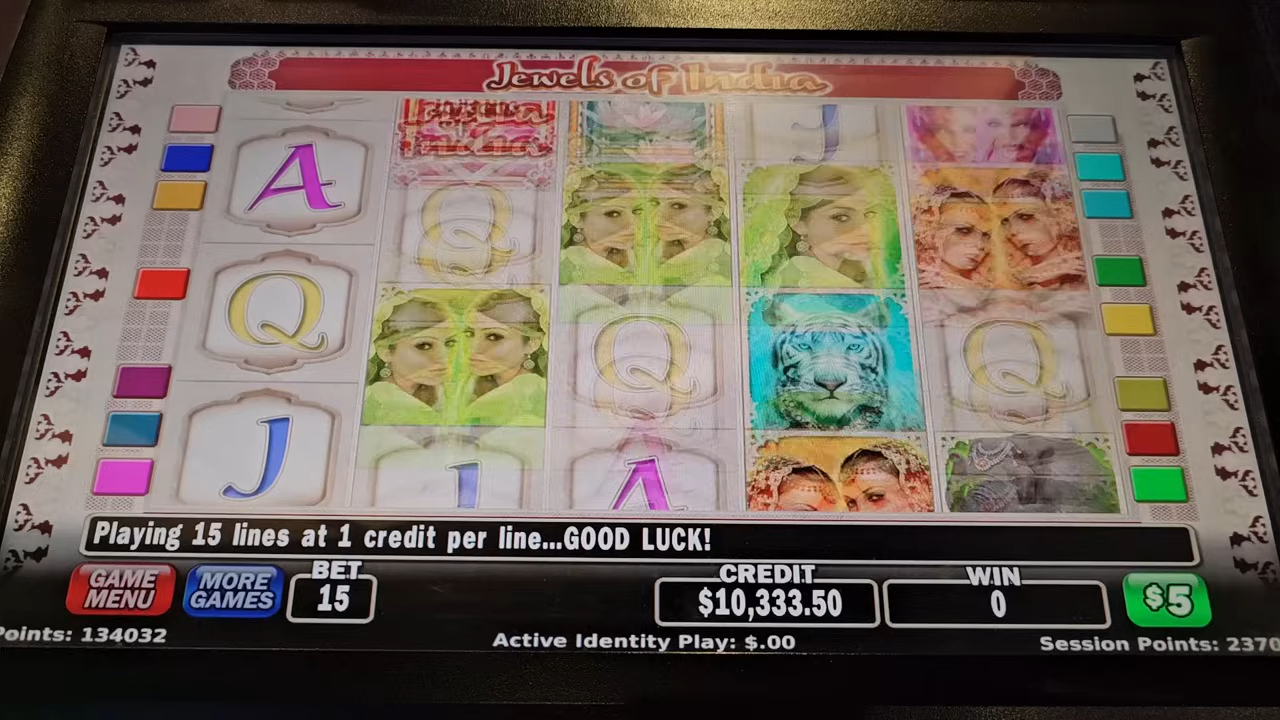 Jewels of India
A
J
Q
Q
Q
Q
J
J
A
Playing 15 lines at 1 credit per line...GOOD LUCK!
GAME MENU
MORE GAMES
BET
15
CREDIT
$10,333.50
WIN
0
$5
Points: 134032
Active Identity Play: $.00
Session Points: 2370